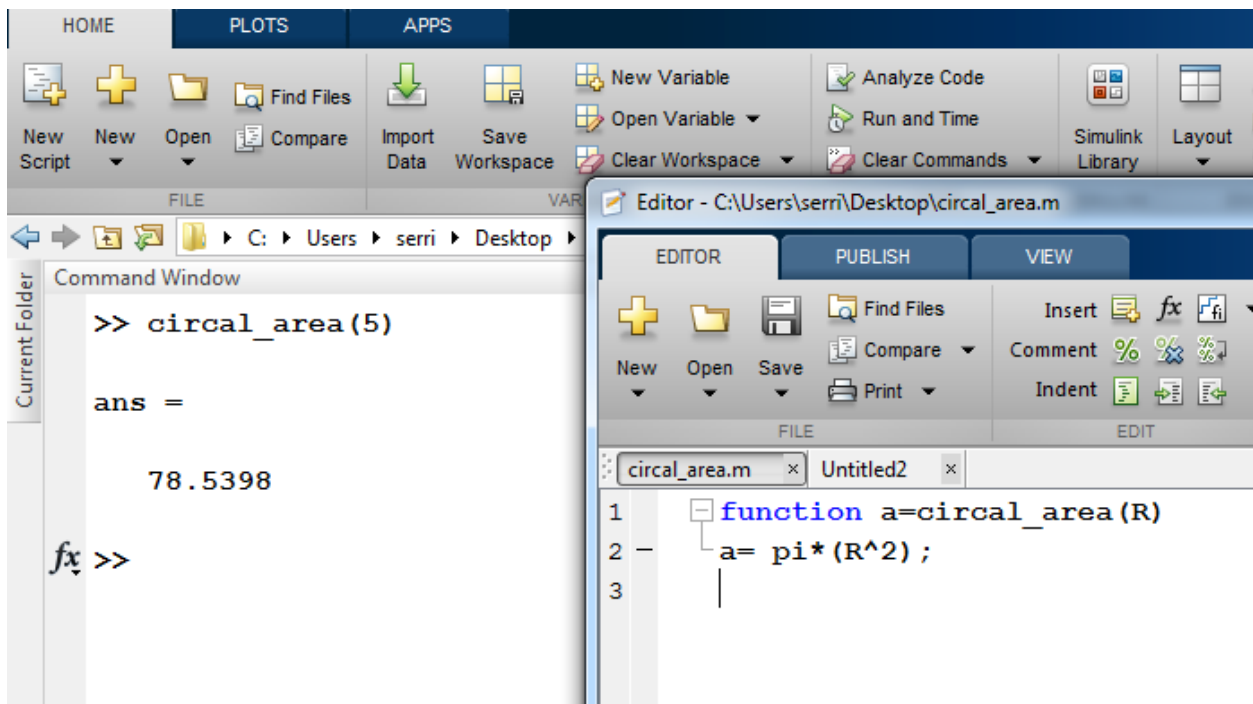 HOME PLOTS APPS
New Script
New
Open
Find Files
Compare
Import Data
Save Workspace
New Variable
Open Variable
Clear Workspace
Analyze Code
Run and Time
Clear Commands
Simulink Library
Layout
FILE
VAR
C: Users serri Desktop
Current Folder
Command Window
>> circal_area(5)
ans =
78.5398
fx >>
Editor - C:\Users\serri\Desktop\circal_area.m
EDITOR PUBLISH VIEW
New
Open
Save
Find Files
Compare
Print
Insert fx fi
Comment % % %
Indent
FILE EDIT
circal_area.m × Untitled2 ×
1 function a=circal_area(R)
2 a= pi*(R^2);
3